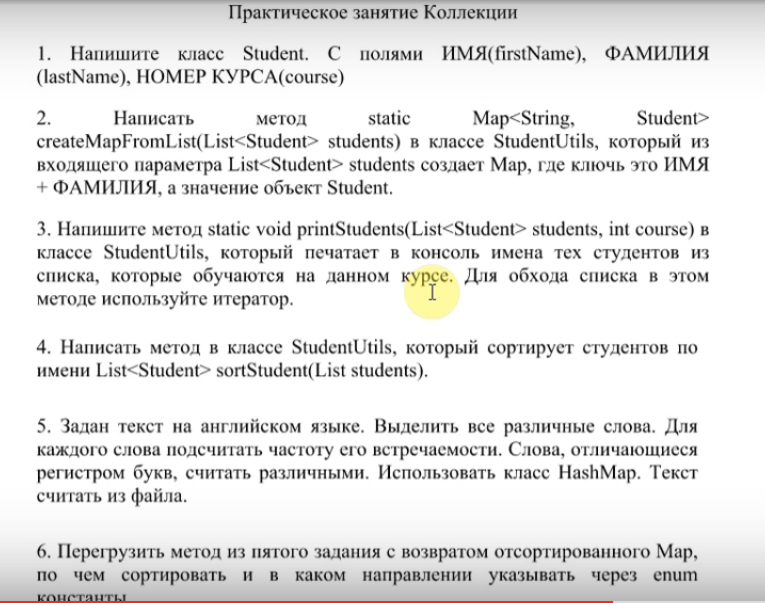 Практическое занятие Коллекции
1. Напишите класс Student. С полями ИМЯ(firstName), ФАМИЛИЯ
(lastName), НОМЕР КУРСА(course)
2. Написать метод static Map<String, Student>
createMapFromList(List<Student> students) в классе StudentUtils, который из
входящего параметра List<Student> students создает Map, где ключь это ИМЯ
+ ФАМИЛИЯ, а значение объект Student.
3. Напишите метод static void printStudents(List<Student> students, int course) в
классе StudentUtils, который печатает в консоль имена тех студентов из
списка, которые обучаются на данном курсе. Для обхода списка в этом
методе используйте итератор.
4. Написать метод в классе StudentUtils, который сортирует студентов по
имени List<Student> sortStudent(List students).
5. Задан текст на английском языке. Выделить все различные слова. Для
каждого слова подсчитать частоту его встречаемости. Слова, отличающиеся
регистром букв, считать различными. Использовать класс HashMap. Текст
считать из файла.
6. Перегрузить метод из пятого задания с возвратом отсортированного Map,
по чем сортировать и в каком направлении указывать через enum
константы